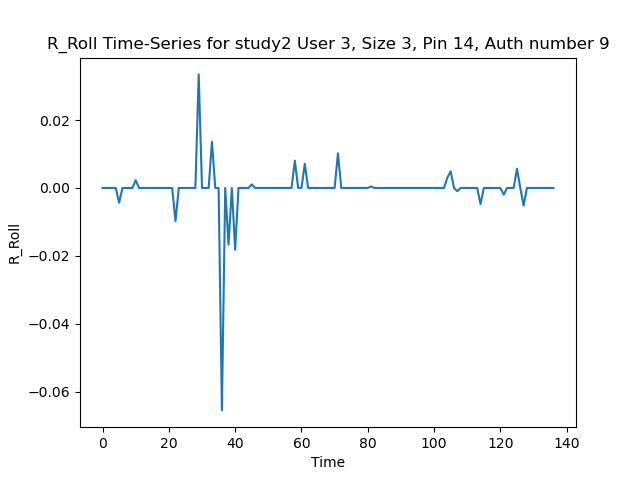 R_Roll Time-Series for study2 User 3, Size 3, Pin 14, Auth number 9
0.02
0.00
−0.02
−0.04
−0.06
R_Roll
0 20 40 60 80 100 120 140
Time